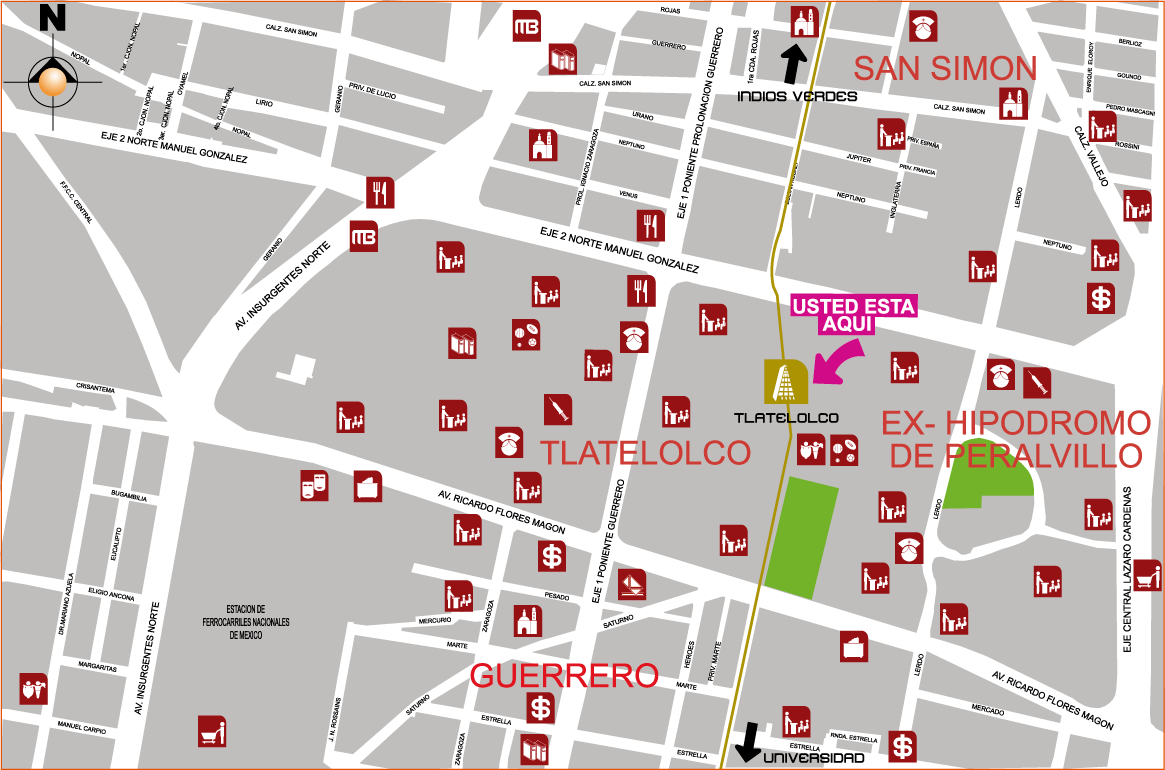 N
NOPAL
1er. CJON. NOPAL
CALZ. SAN SIMON
ROJAS
GUERRERO
1ra CDA. ROJAS
BERLIOZ
ENRIQUE ELOROY
GOUNOD
SAN SIMON
INDIOS VERDES
CALZ. SAN SIMON
CALZ. SAN SIMON
PEDRO MASCAGNI
OYAMEL
2o. CJON. NOPAL
3er. CJON. NOPAL
4to. CJON. NOPAL
LIRIO
NOPAL
GERANIO
PRIV. DE LUCIO
URANO
NEPTUNO
VENUS
PROL. IGNACIO ZARAGOZA
EJE 1 PONIENTE PROLONACION GUERRERO
JUPITER
NEPTUNO
PRIV. ESPAÑA
PRIV. FRANCIA
INGLATERRA
LERDO
CALZ. VALLEJO
ROSSINI
NEPTUNO
EJE 2 NORTE MANUEL GONZALEZ
F.F.C.C. CENTRAL
GERANIO
AV. INSURGENTES NORTE
EJE 2 NORTE MANUEL GONZALEZ
USTED ESTA
AQUI
TLATELOLCO
CRISANTEMA
TLATELOLCO
EX- HIPODROMO
DE PERALVILLO
AV. RICARDO FLORES MAGON
EJE 1 PONIENTE GUERRERO
LERDO
EJE CENTRAL LAZARO CARDENAS
BUGAMBILIA
EUCALIPTO
ELIGIO ANCONA
DR. MARIANO AZUELA
MARGARITAS
MANUEL CARPIO
AV. INSURGENTES NORTE
ESTACION DE
FERROCARRILES NACIONALES
DE MEXICO
PESADO
MERCURIO
ZARAGOZA
MARTE
SATURNO
HEROES
PRIV. MARTE
GUERRERO
MARTE
SATURNO
J. N. ROSSAINS
ESTRELLA
ZARAGOZA
ESTRELLA
UNIVERSIDAD
ESTRELLA
RNDA. ESTRELLA
LERDO
MERCADO
AV. RICARDO FLORES MAGON